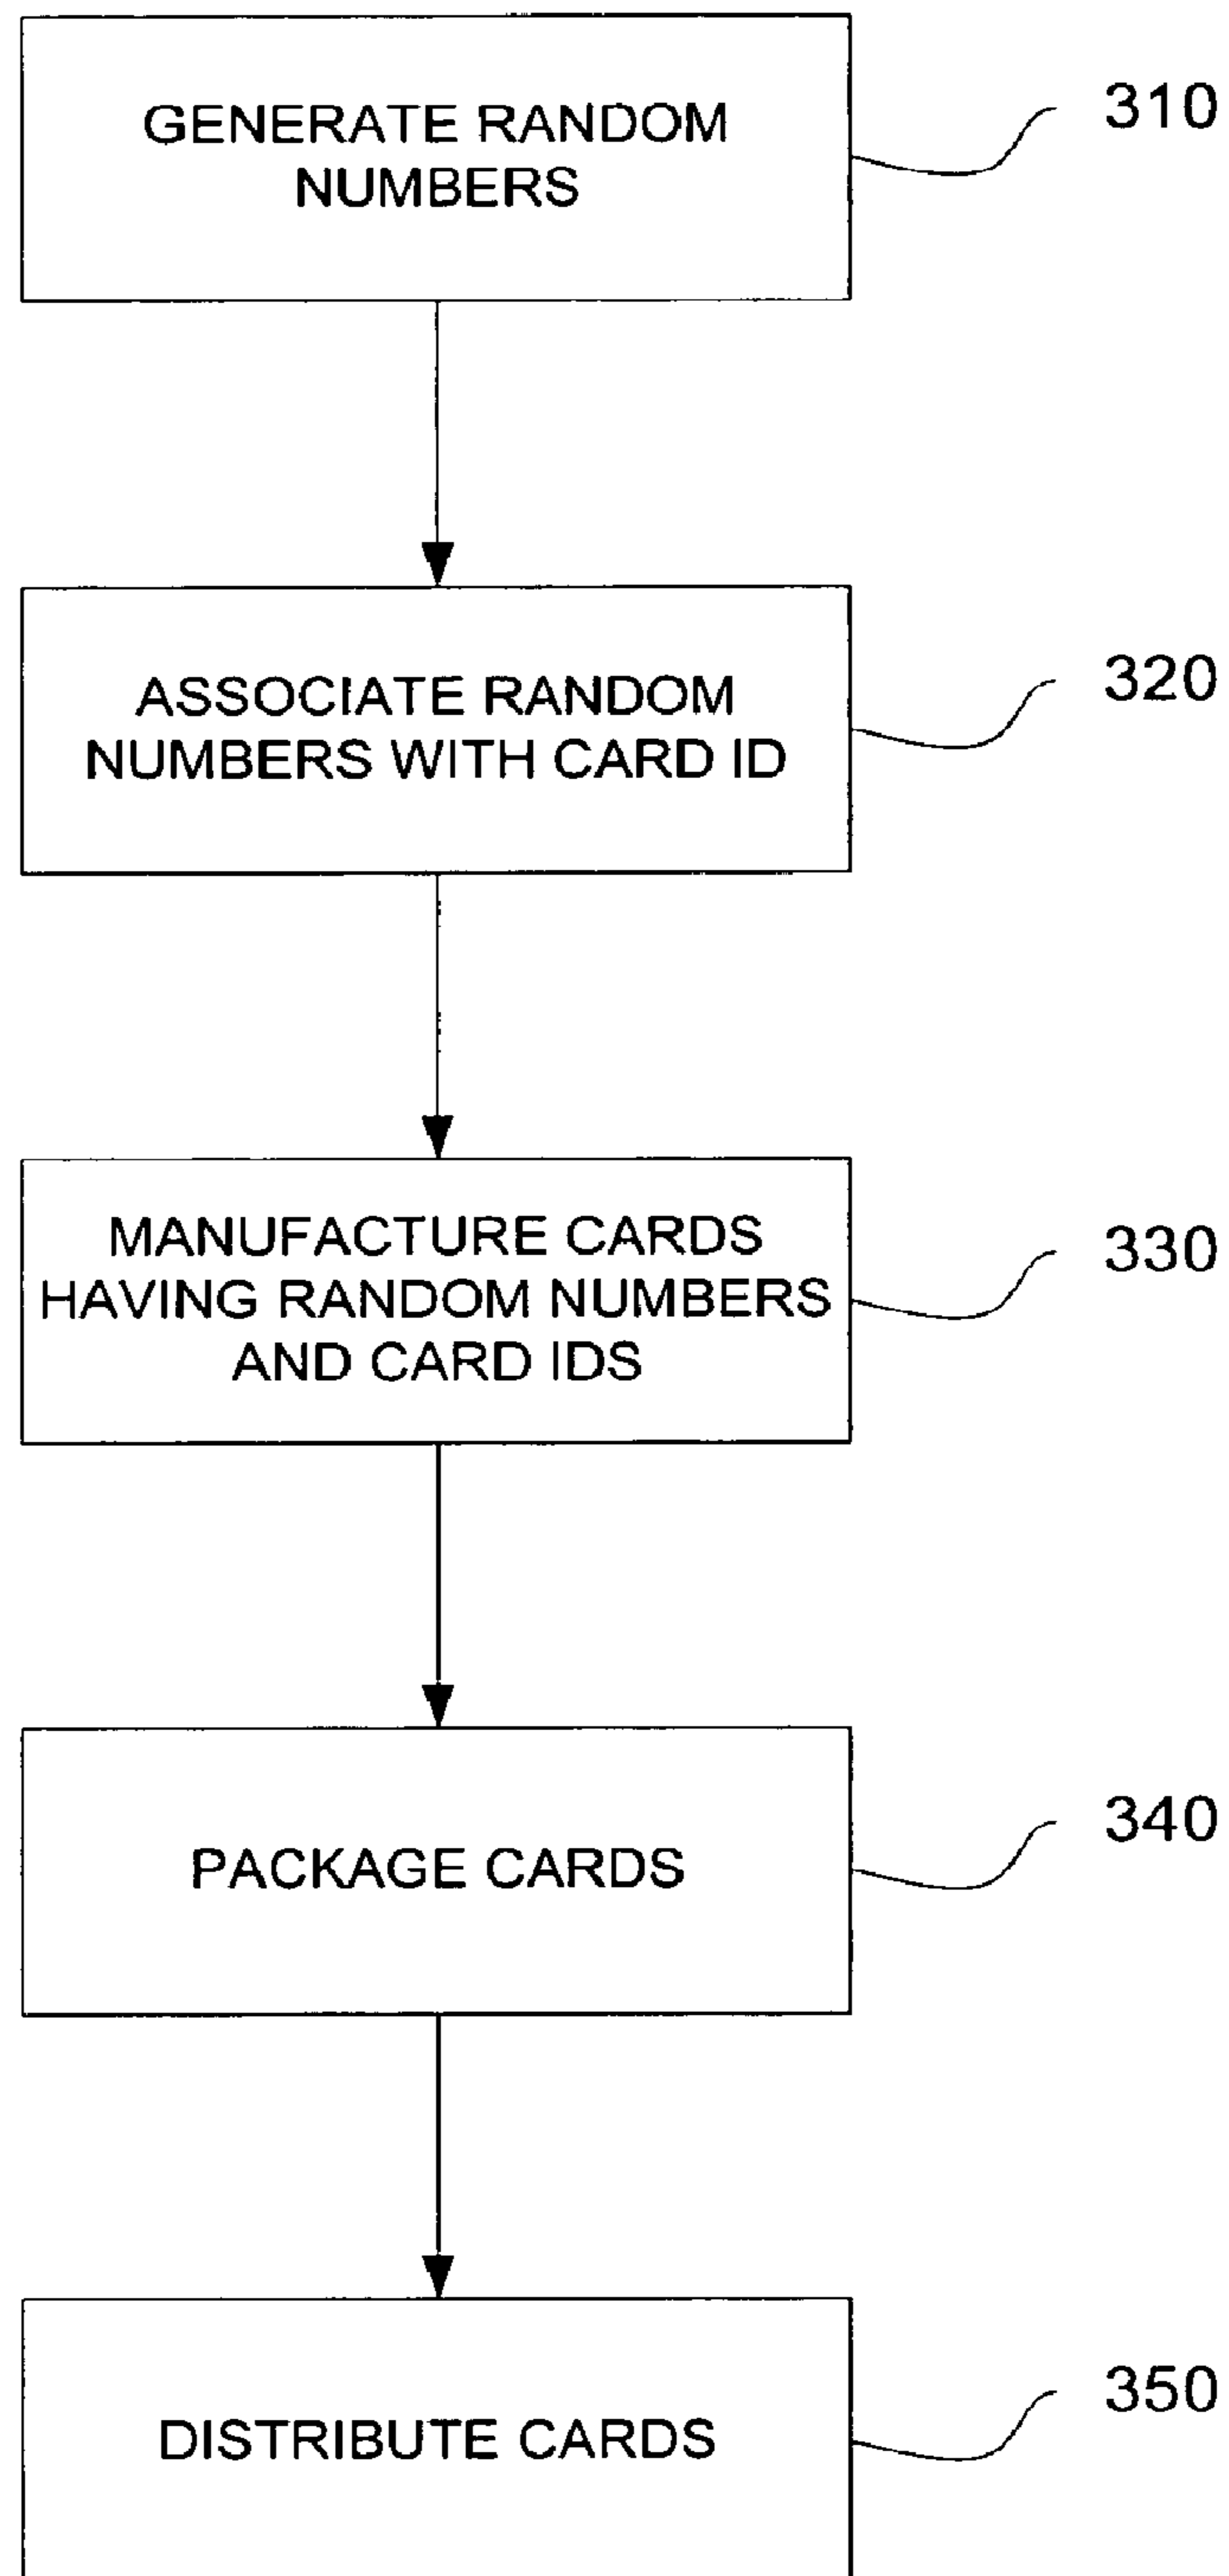 GENERATE RANDOM
NUMBERS
310
ASSOCIATE RANDOM
NUMBERS WITH CARD ID
320
MANUFACTURE CARDS
HAVING RANDOM NUMBERS
AND CARD IDS
330
PACKAGE CARDS
340
DISTRIBUTE CARDS
350